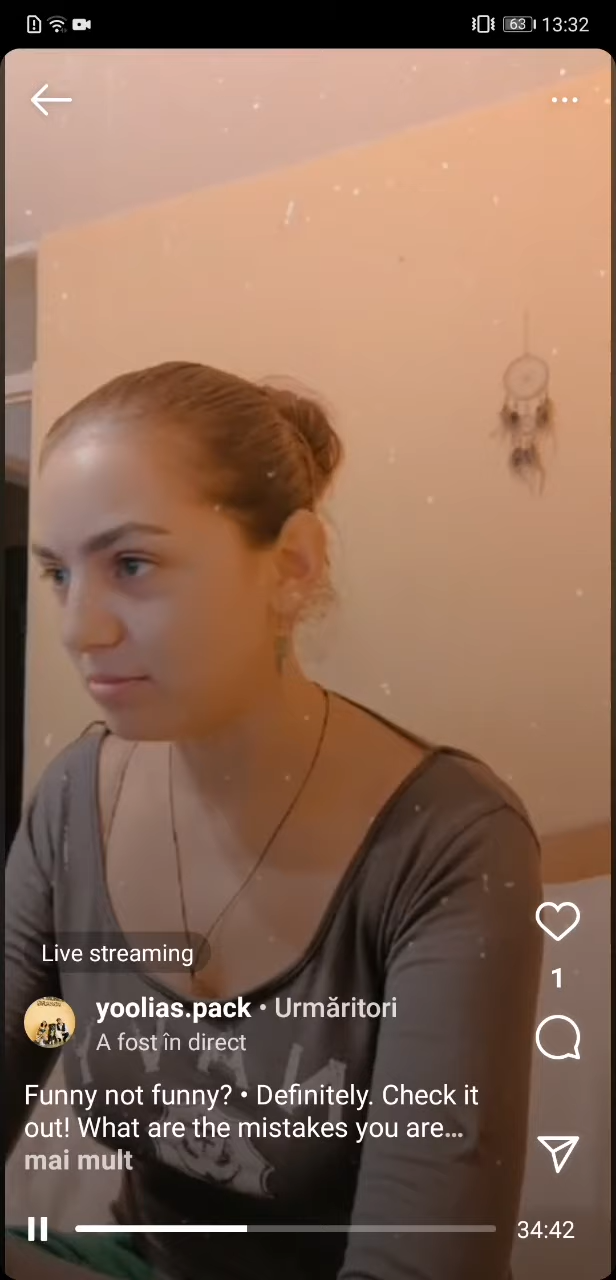 63 13:32
Live streaming
yoolias.pack • Urmăritori
A fost în direct
1
Funny not funny? • Definitely. Check it
out! What are the mistakes you are...
mai mult
34:42